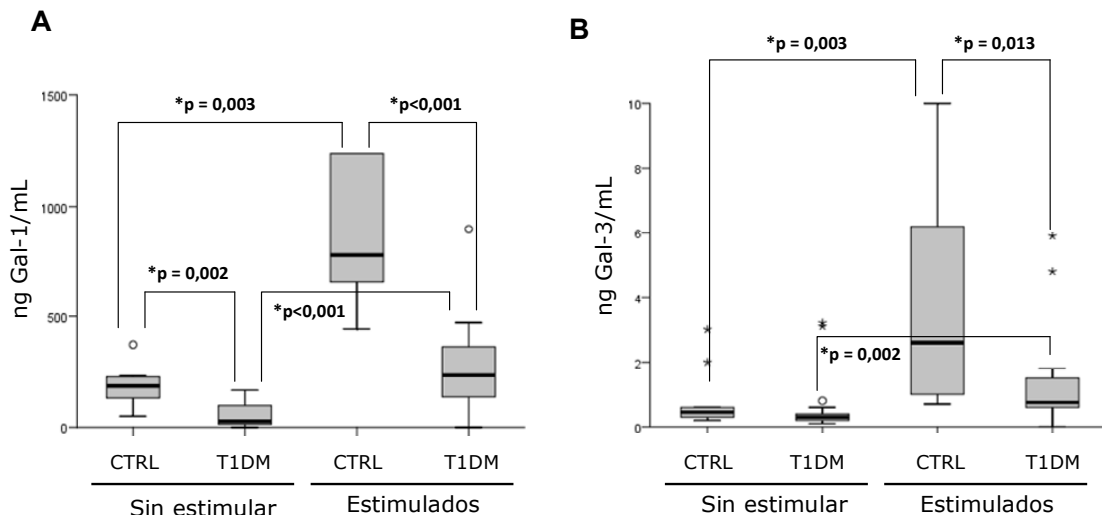 A
*p = 0,003
*p<0,001
*p = 0,002
*p<0,001
ng Gal-1/mL
1500
1000
500
0
CTRL T1DM CTRL T1DM
Sin estimular Estimulados
B
*p = 0,003 *p = 0,013
*p = 0,002
ng Gal-3/mL
10
8
6
4
2
0
CTRL T1DM CTRL T1DM
Sin estimular Estimulados